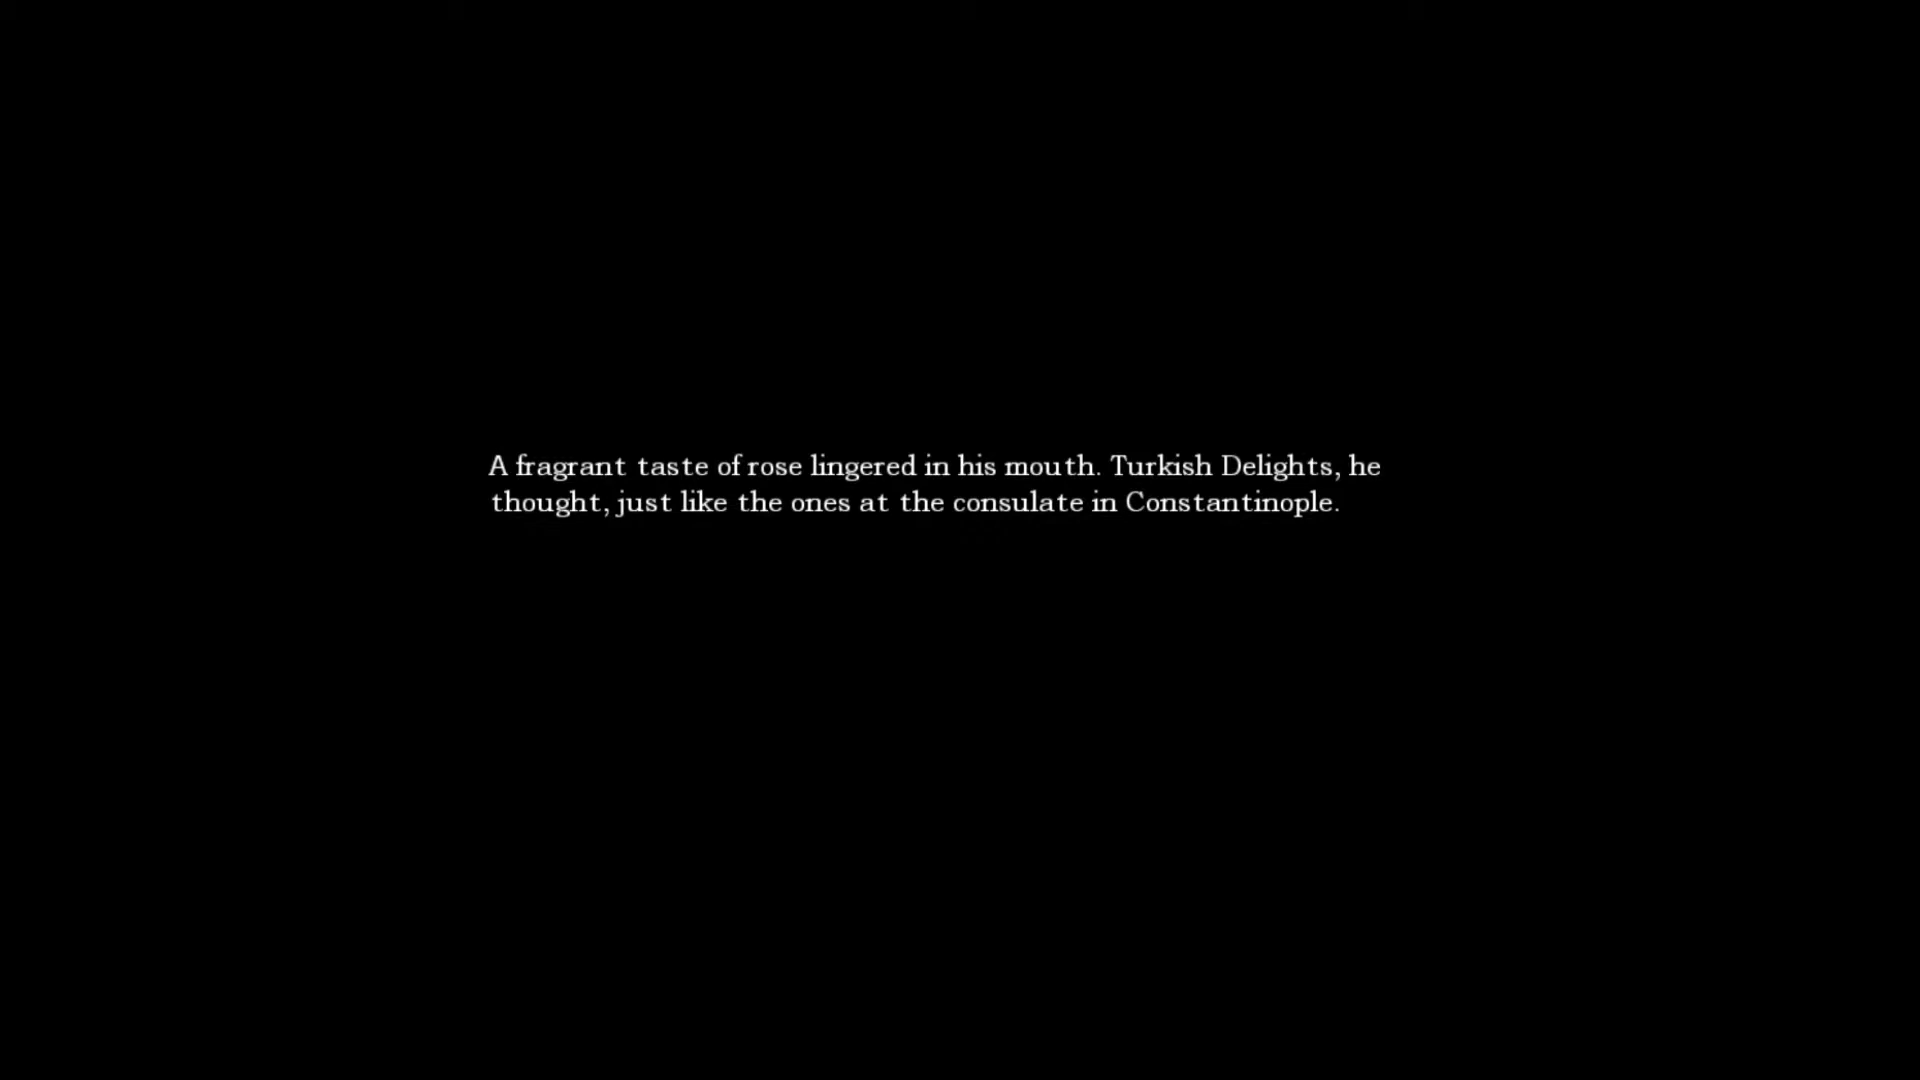 A fragrant taste of rose lingered in his mouth. Turkish Delights, he
thought, just like the ones at the consulate in Constantinople.